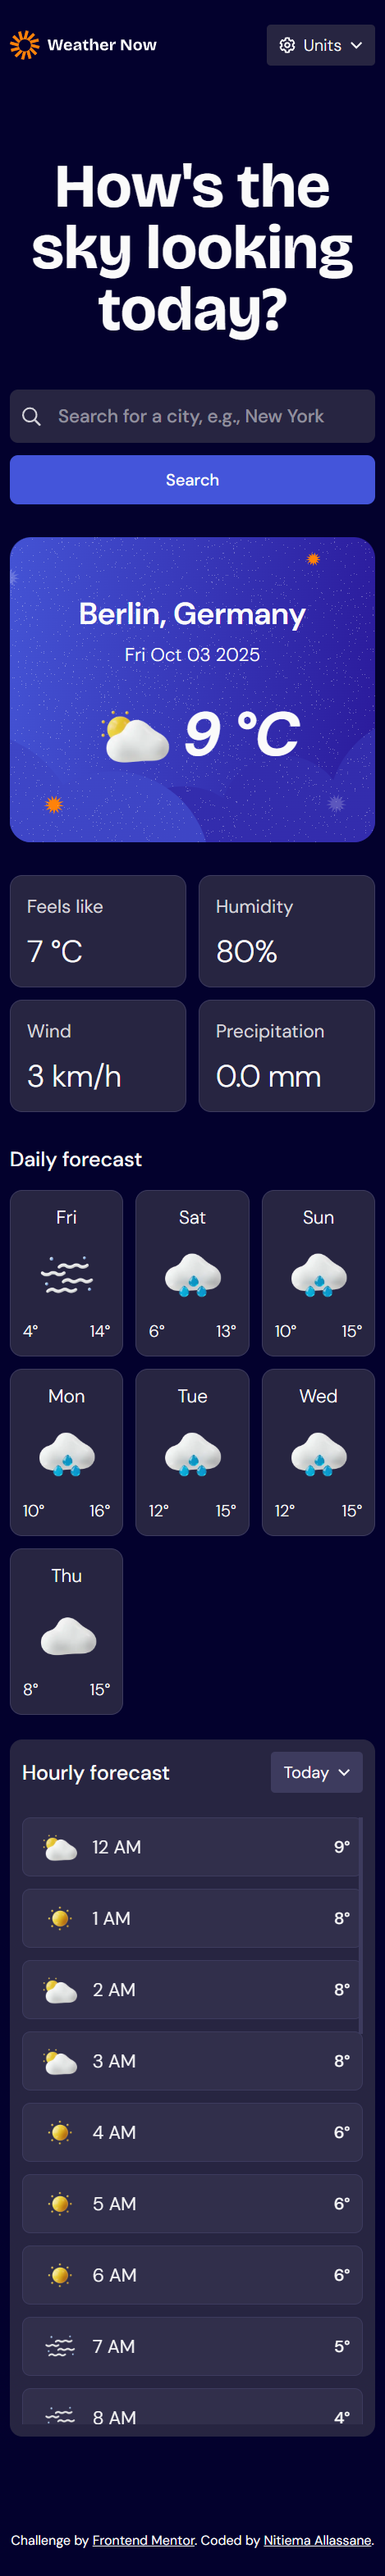 Weather Now
Units
How's the
sky looking
today?
Search for a city, e.g., New York
Search
Berlin, Germany
Fri Oct 03 2025
9 °C
Feels like
7 °C
Humidity
80%
Wind
3 km/h
Precipitation
0.0 mm
Daily forecast
Fri
4° 14°
Sat
6° 13°
Sun
10° 15°
Mon
10° 16°
Tue
12° 15°
Wed
12° 15°
Thu
8° 15°
Hourly forecast
Today
12 AM 9°
1 AM 8°
2 AM 8°
3 AM 8°
4 AM 6°
5 AM 6°
6 AM 6°
7 AM 5°
8 AM 4°
Challenge by Frontend Mentor. Coded by Nitiema Allassane.